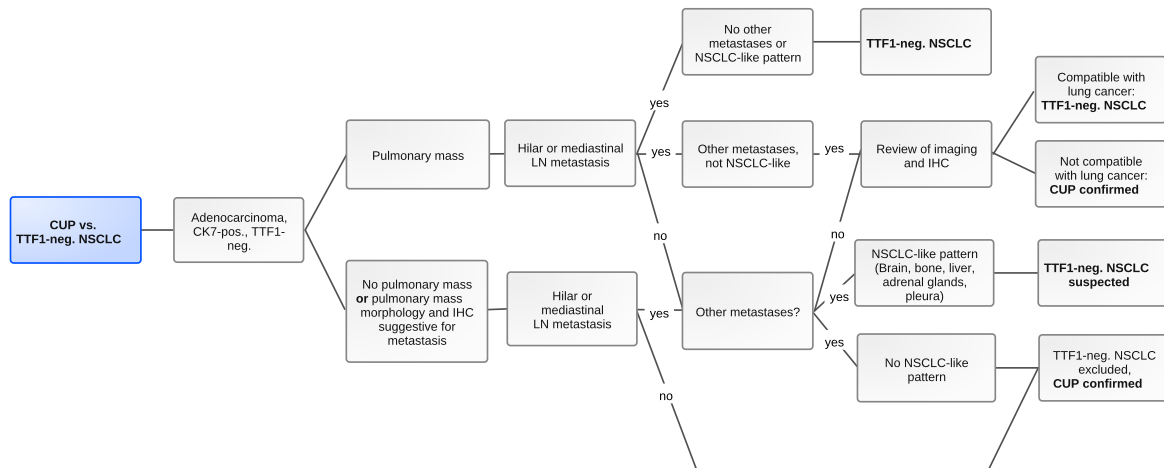 CUP vs.
TTF1-neg. NSCLC
Adenocarcinoma,
CK7-pos., TTF1-
neg.
Pulmonary mass
No pulmonary mass
or pulmonary mass
morphology and IHC
suggestive for
metastasis
Hilar or mediastinal
LN metastasis
Hilar or
mediastinal
LN metastasis
yes
yes
no
yes
no
No other
metastases or
NSCLC-like pattern
Other metastases,
not NSCLC-like
Other metastases?
yes
no
yes
yes
TTF1-neg. NSCLC
Review of imaging
and IHC
NSCLC-like pattern
(Brain, bone, liver,
adrenal glands,
pleura)
No NSCLC-like
pattern
Compatible with
lung cancer:
TTF1-neg. NSCLC
Not compatible
with lung cancer:
CUP confirmed
TTF1-neg. NSCLC
suspected
TTF1-neg. NSCLC
excluded,
CUP confirmed